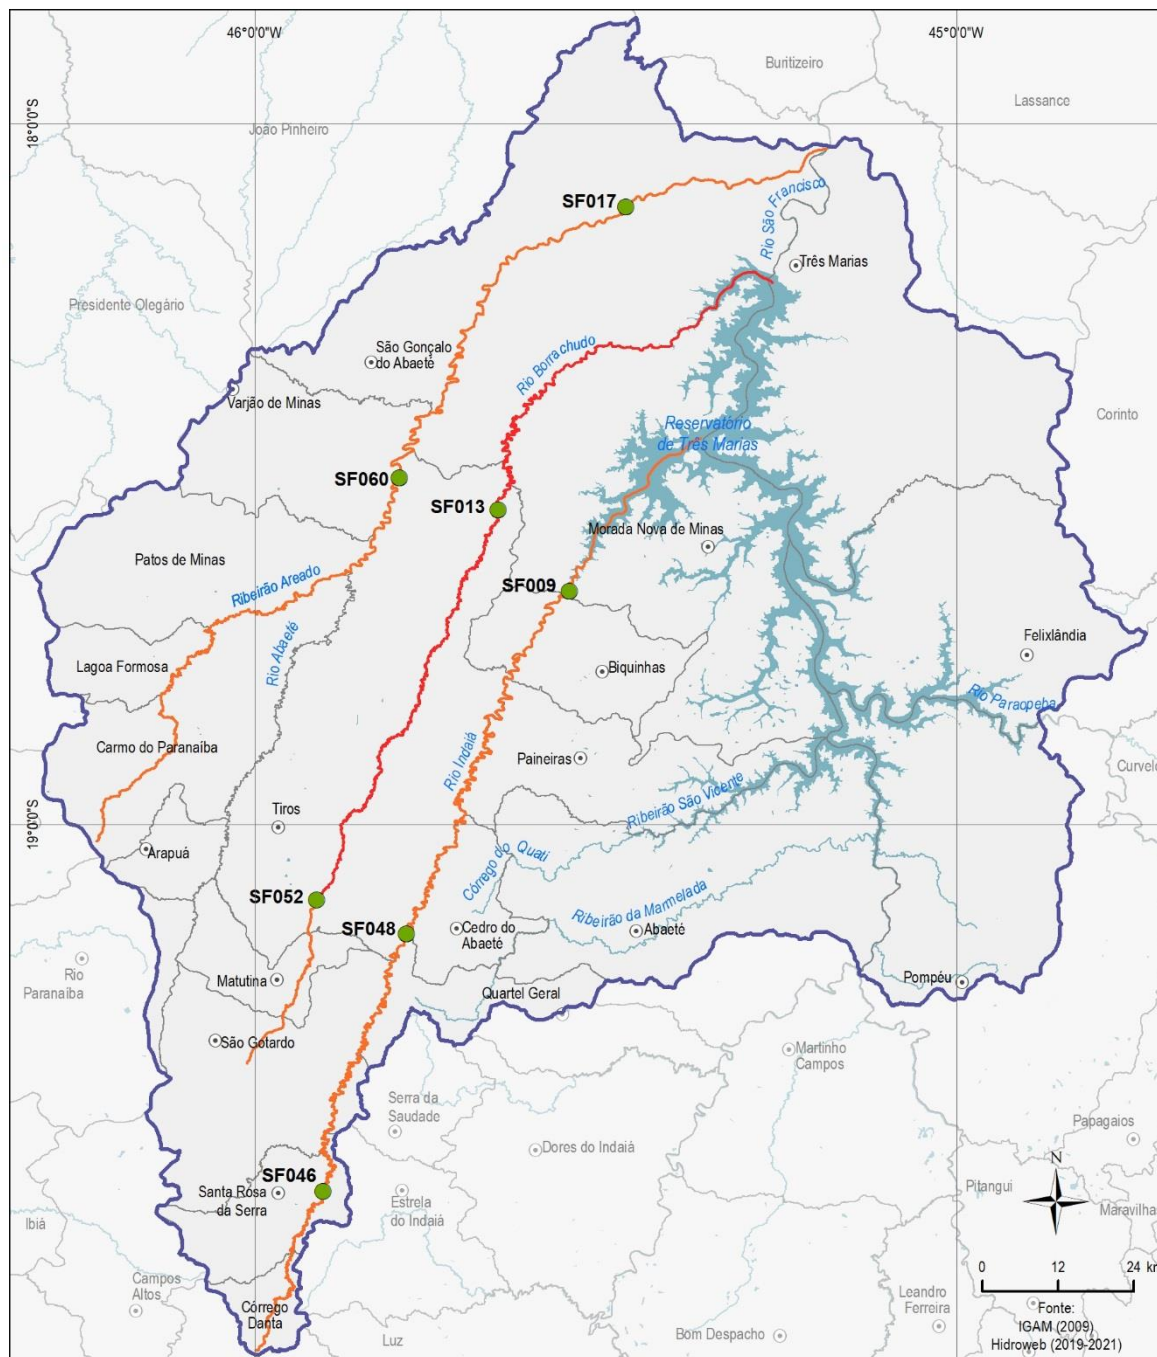 46°0'0"W
45°0'0"W
Buritizeiro
Lassance
18°0'0"S
João Pinheiro
SF017
Rio São Francisco
Três Marias
Presidente Olegário
São Gonçalo
do Abaeté
Rio Borrachudo
Varjão de Minas
Corinto
Reservatório
de Três Marias
SF060
SF013
Morada Nova de Minas
Patos de Minas
Ribeirão Areado
SF009
Rio Abaeté
Felixlândia
Lagoa Formosa
Biquinhas
Rio Paraopeba
Carmo do Paranaíba
Rio Indaiá
Paineiras
Curvelo
Tiros
Ribeirão São Vicente
19°0'0"S
Arapuá
Córrego do Quati
SF052
Ribeirão da Marmelada
SF048
Cedro do
Abaeté
Abaeté
Rio
Paranaíba
Matutina
Quartel Geral
Pompéu
São Gotardo
Martinho
Campos
Serra da
Saudade
Papagaios
Dores do Indaiá
N
SF046
Santa Rosa
da Serra
Estrela
do Indaiá
Pitangui
Maravilha
Ibiá
0 12 24 km
Campos
Altos
Leandro
Ferreira
Córrego
Danta
Luz
Bom Despacho
Fonte:
IGAM (2009)
Hidroweb (2019-2021)